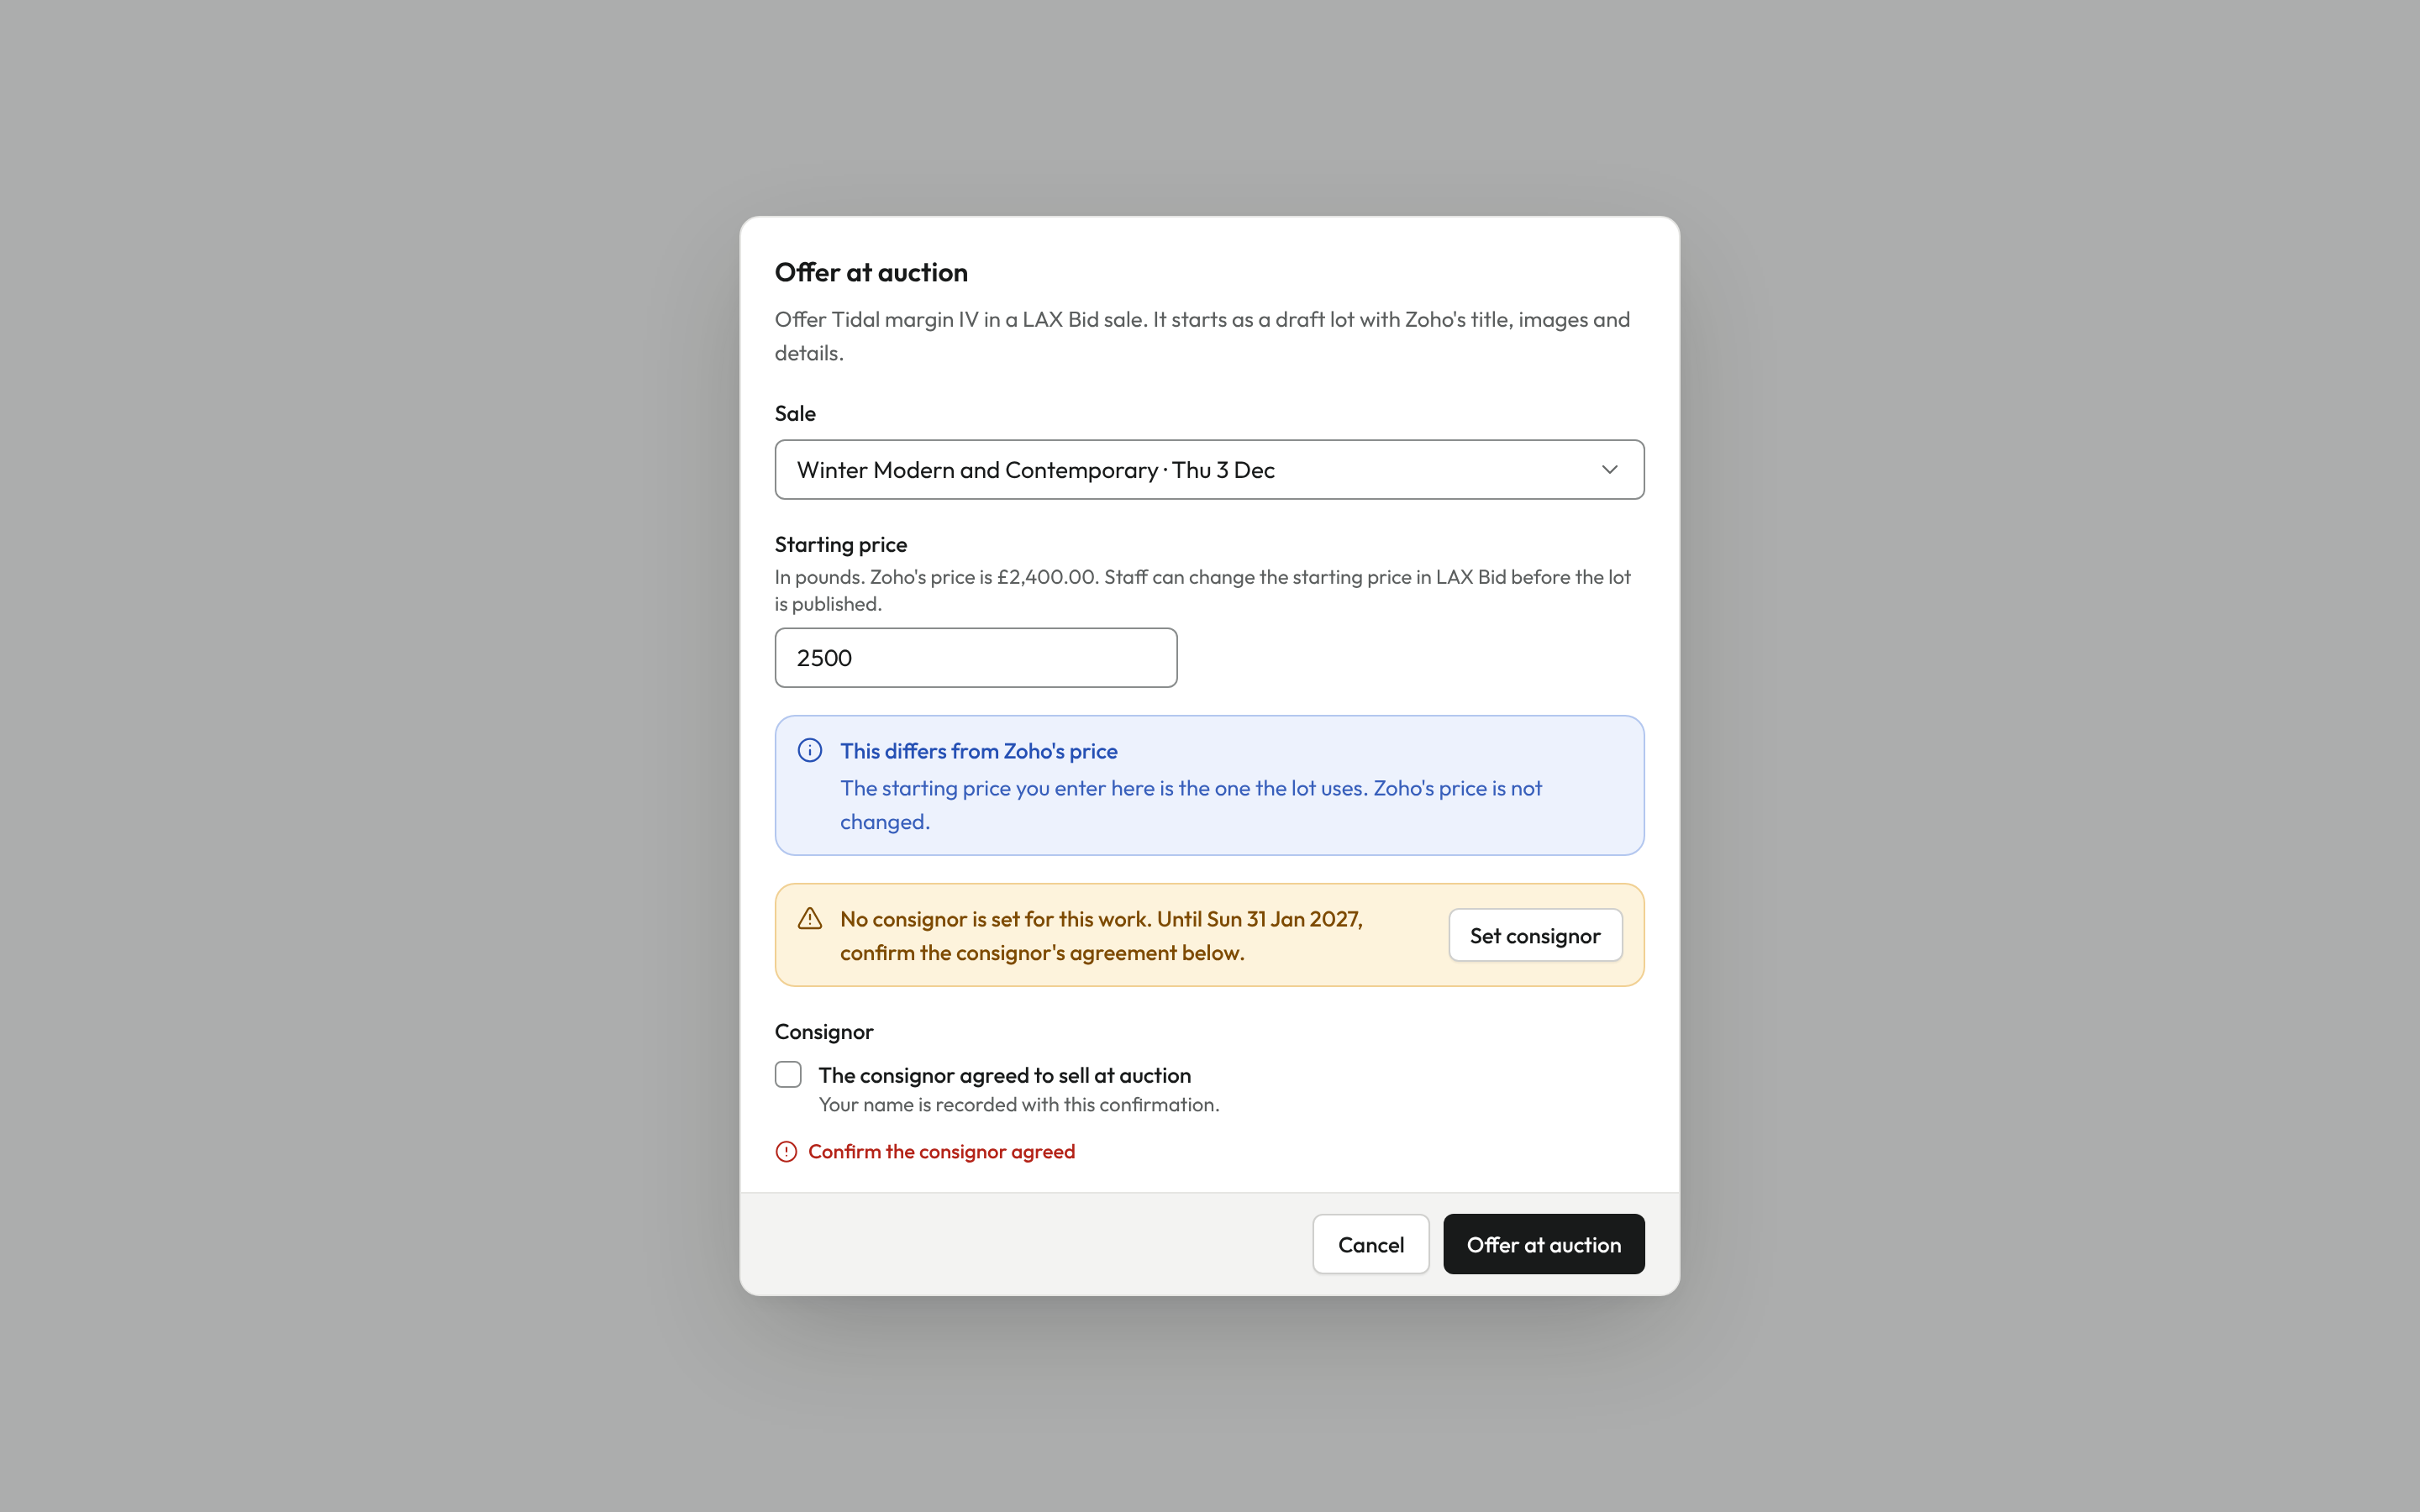 Offer at auction
Offer Tidal margin IV in a LAX Bid sale. It starts as a draft lot with Zoho's title, images and
details.
Sale
Winter Modern and Contemporary · Thu 3 Dec
Starting price
In pounds. Zoho's price is £2,400.00. Staff can change the starting price in LAX Bid before the lot
is published.
2500
This differs from Zoho's price
The starting price you enter here is the one the lot uses. Zoho's price is not
changed.
No consignor is set for this work. Until Sun 31 Jan 2027,
confirm the consignor's agreement below.
Set consignor
Consignor
The consignor agreed to sell at auction
Your name is recorded with this confirmation.
Confirm the consignor agreed
Cancel
Offer at auction